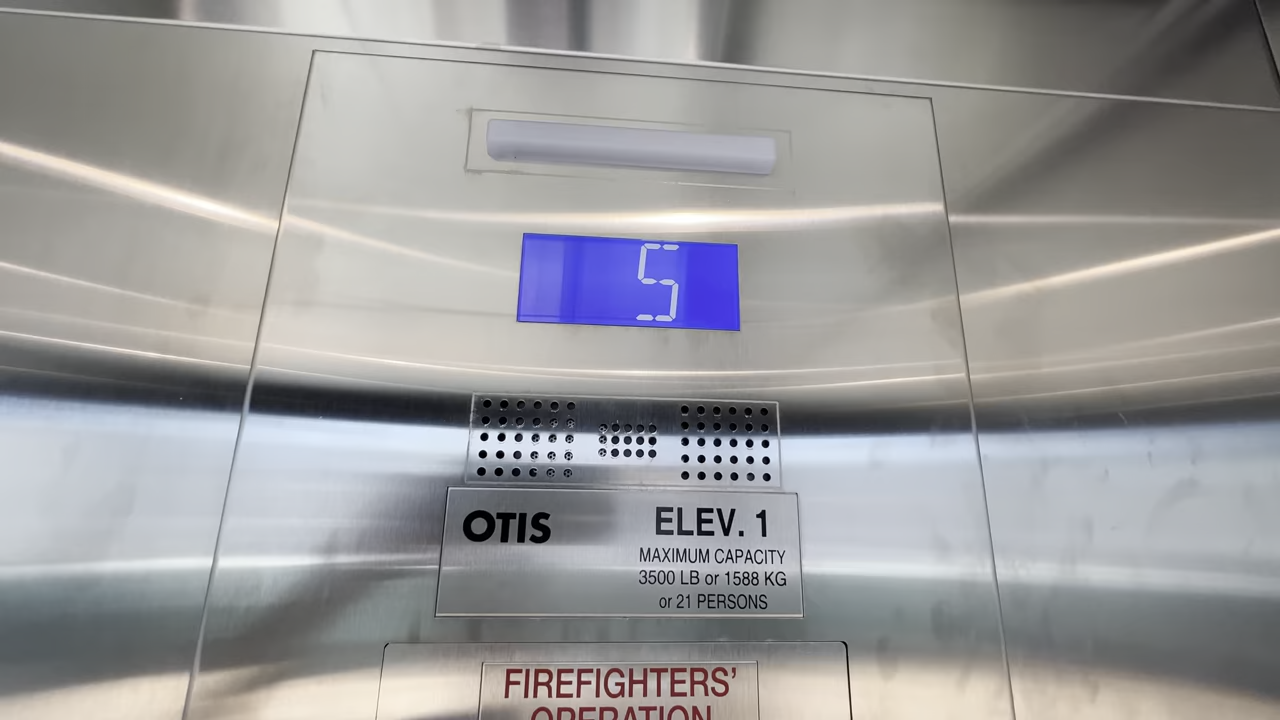 5
OTIS
ELEV. 1
MAXIMUM CAPACITY
3500 LB or 1588 KG
or 21 PERSONS
FIREFIGHTERS'
OPERATION